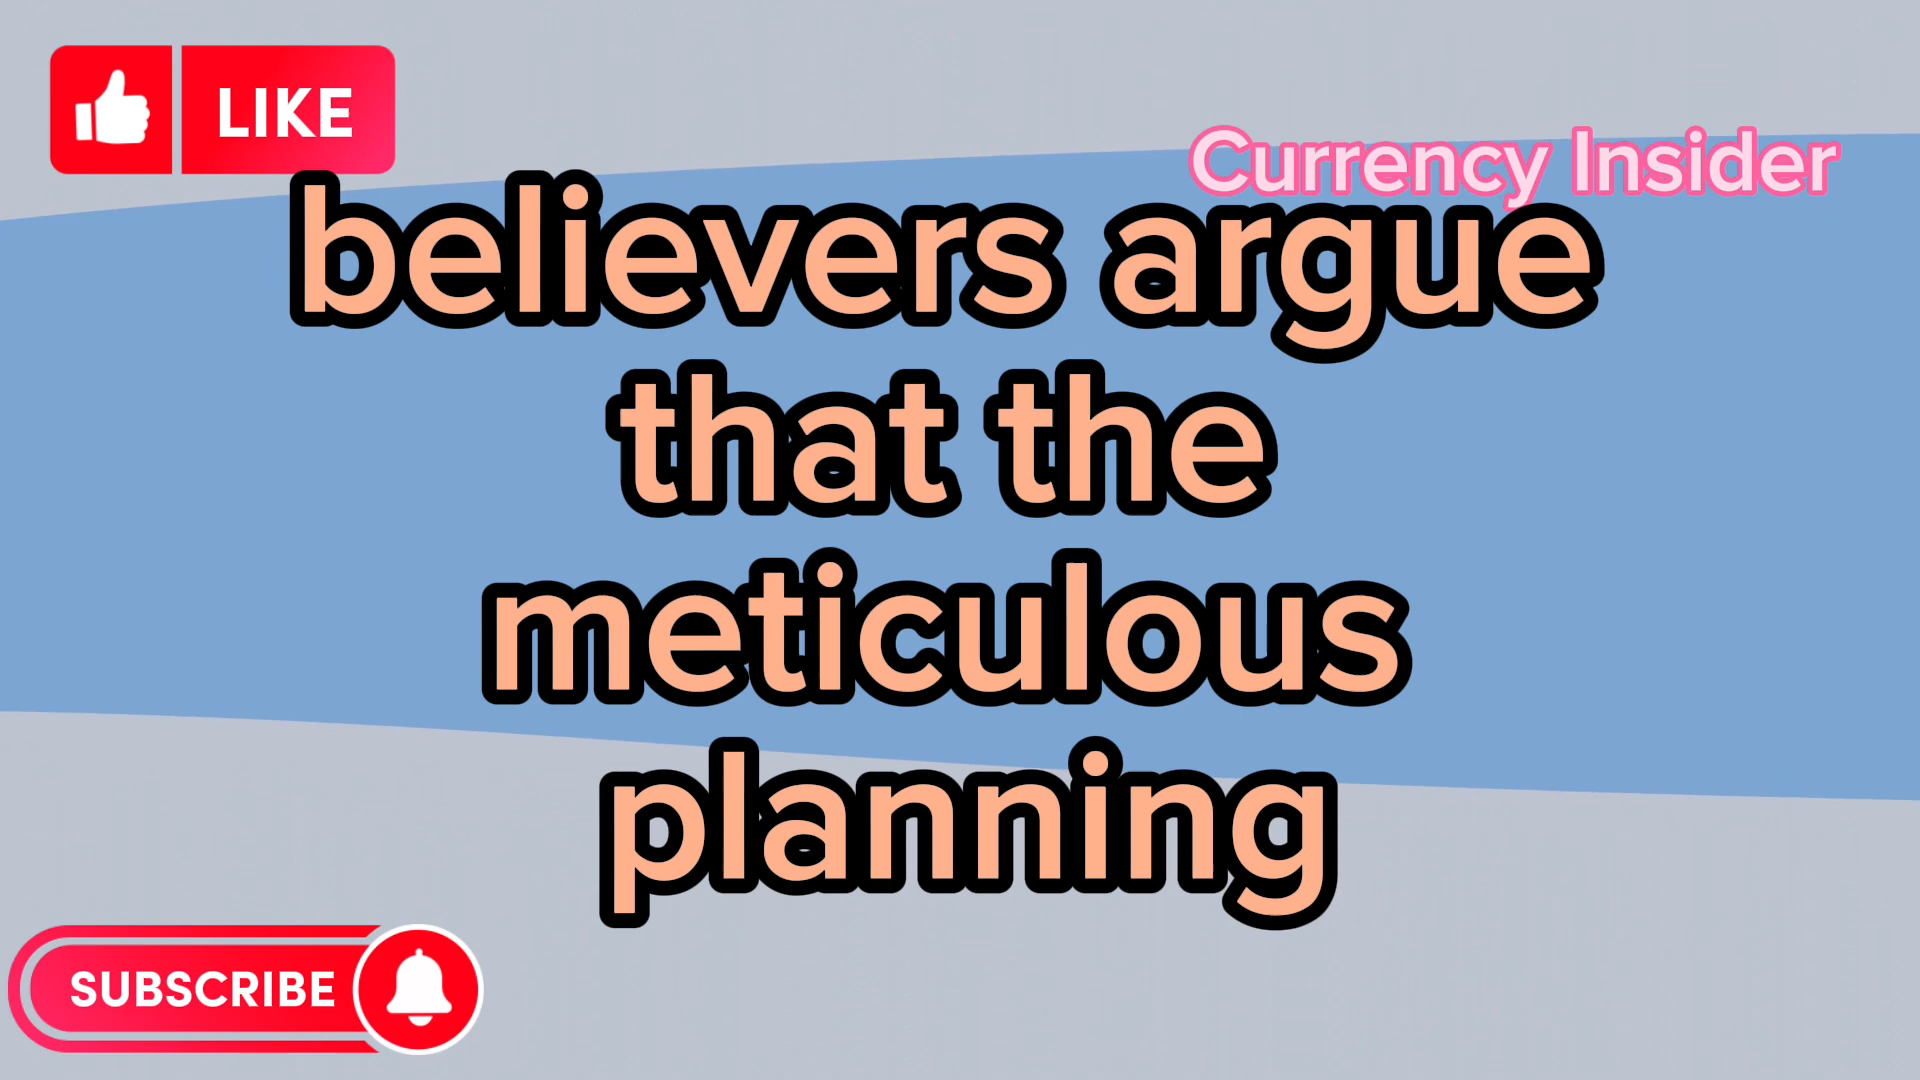 LIKE
Currency Insider
believers argue
that the
meticulous
planning
SUBSCRIBE